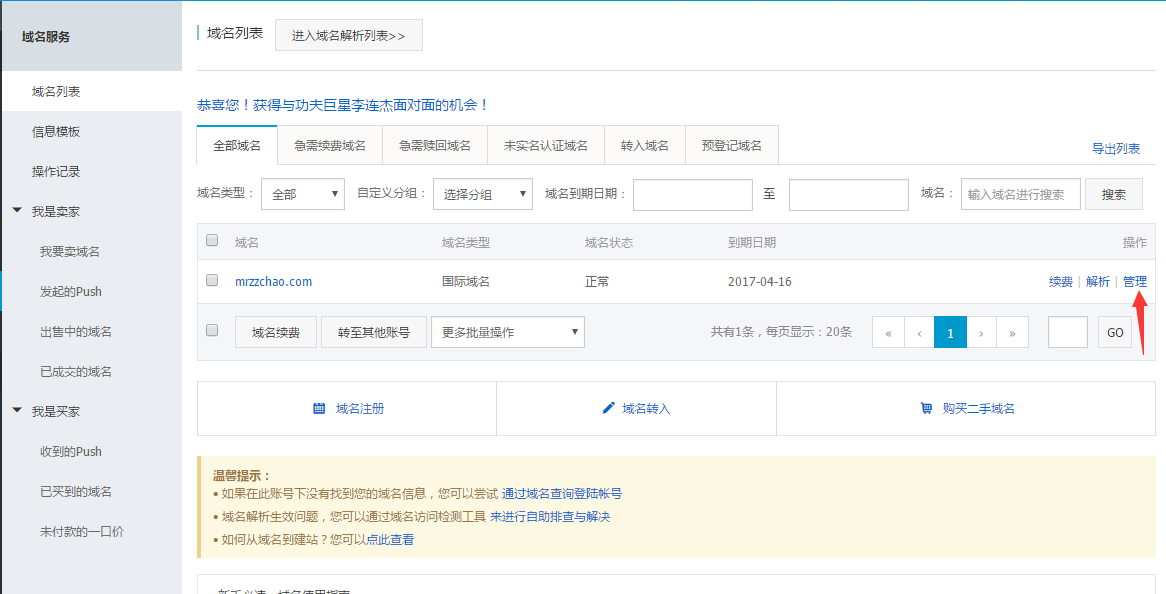 域名服务
域名列表
信息模板
操作记录
我是卖家
我要卖域名
发起的Push
出售中的域名
已成交的域名
我是买家
收到的Push
已买到的域名
未付款的一口价
域名列表 进入域名解析列表>>
恭喜您！获得与功夫巨星李连杰面对面的机会！
全部域名 急需续费域名 急需赎回域名 未实名认证域名 转入域名 预登记域名 导出列表
域名类型： 全部 自定义分组： 选择分组 域名到期日期： 至 域名： 输入域名进行搜索 搜索
域名 域名类型 域名状态 到期日期 操作
mrzzchao.com 国际域名 正常 2017-04-16 续费 | 解析 | 管理
域名续费 转至其他账号 更多批量操作 共有1条，每页显示：20条 « ‹ 1 › » GO
域名注册 域名转入 购买二手域名
温馨提示：
• 如果在此账号下没有找到您的域名信息，您可以尝试 通过域名查询登陆帐号
• 域名解析生效问题，您可以通过域名访问检测工具 来进行自助排查与解决
• 如何从域名到建站？您可以点此查看